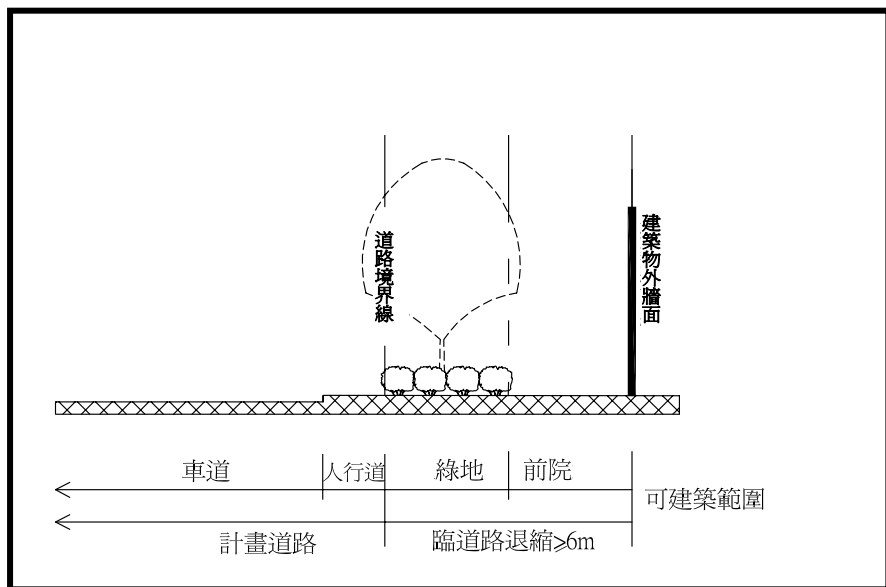 道路境界線
建築物外牆面
車道
人行道
綠地
前院
可建築範圍
計畫道路
臨道路退縮≥6m